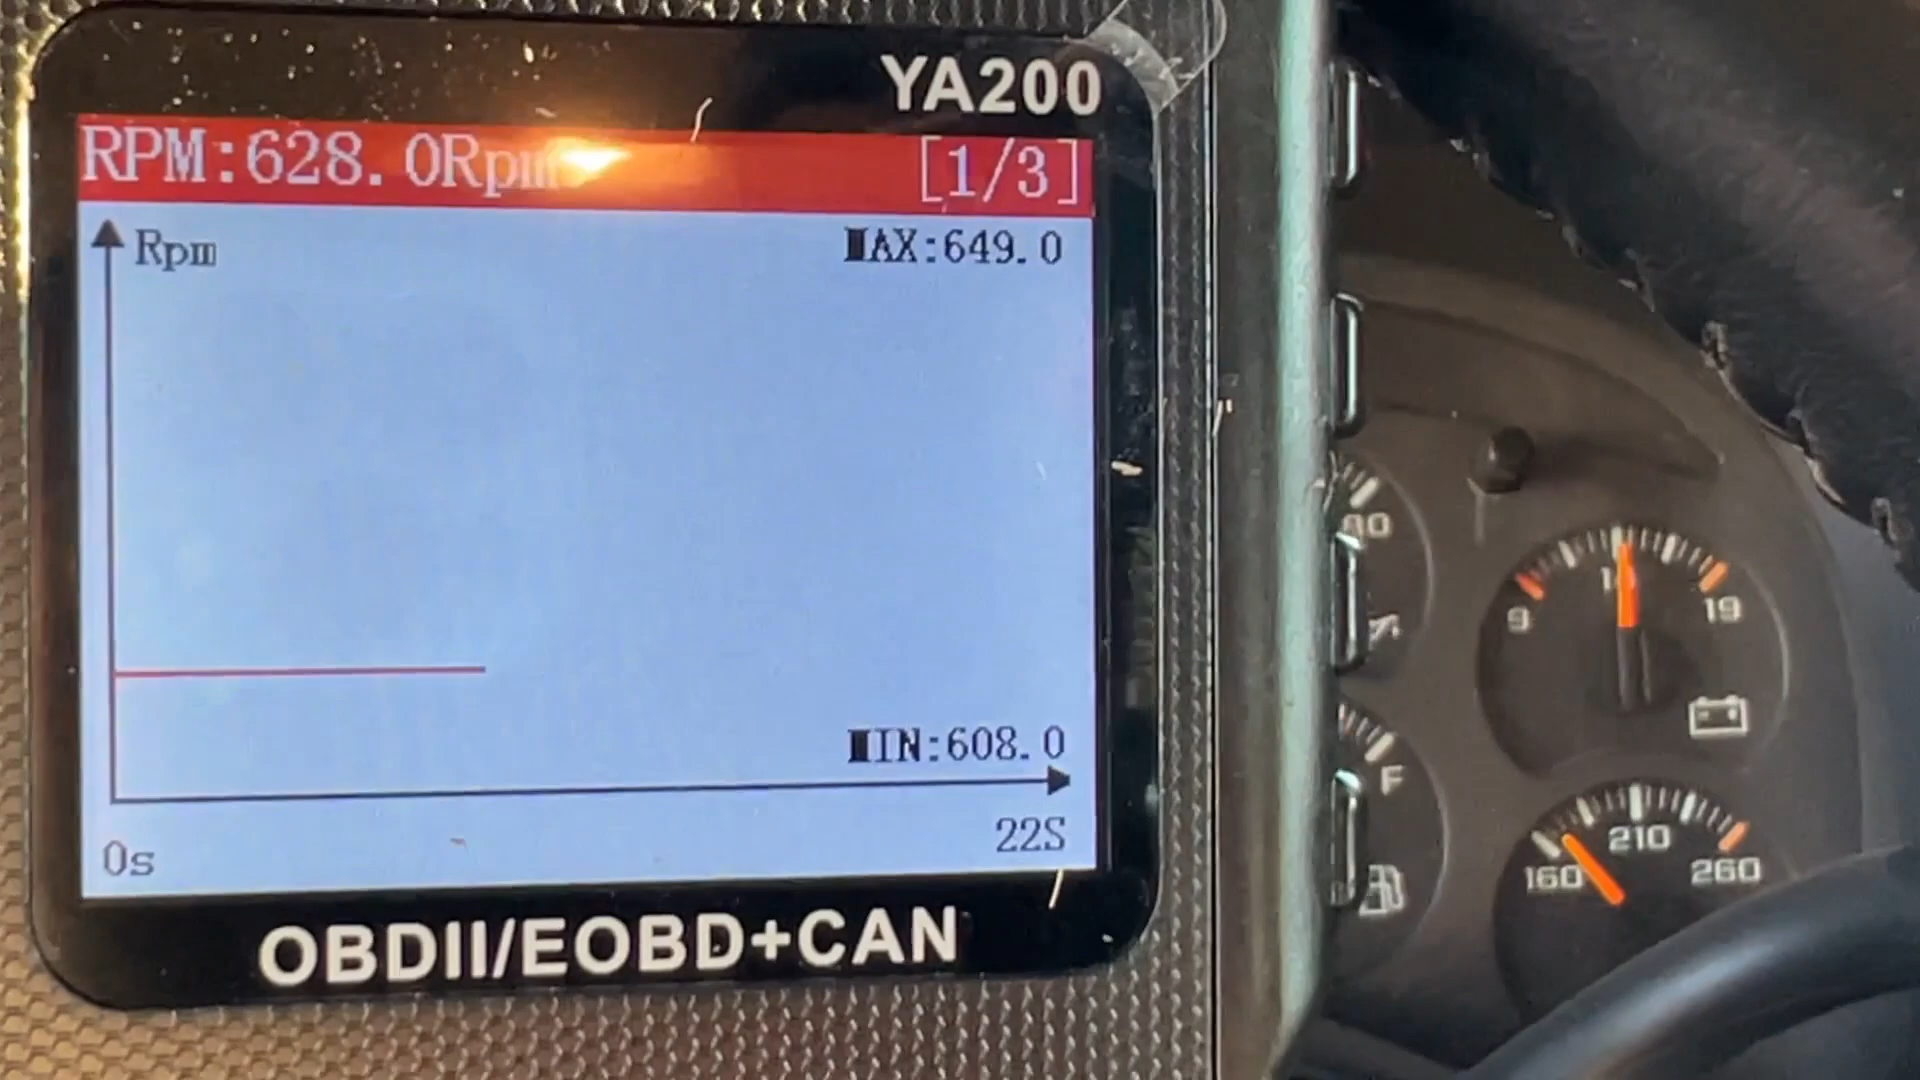 YA200
RPM:628.0Rpm
[1/3]
Rpm
MAX:649.0
MIN:608.0
0s
22S
OBDII/EOBD+CAN
80
9
19
F
160
210
260